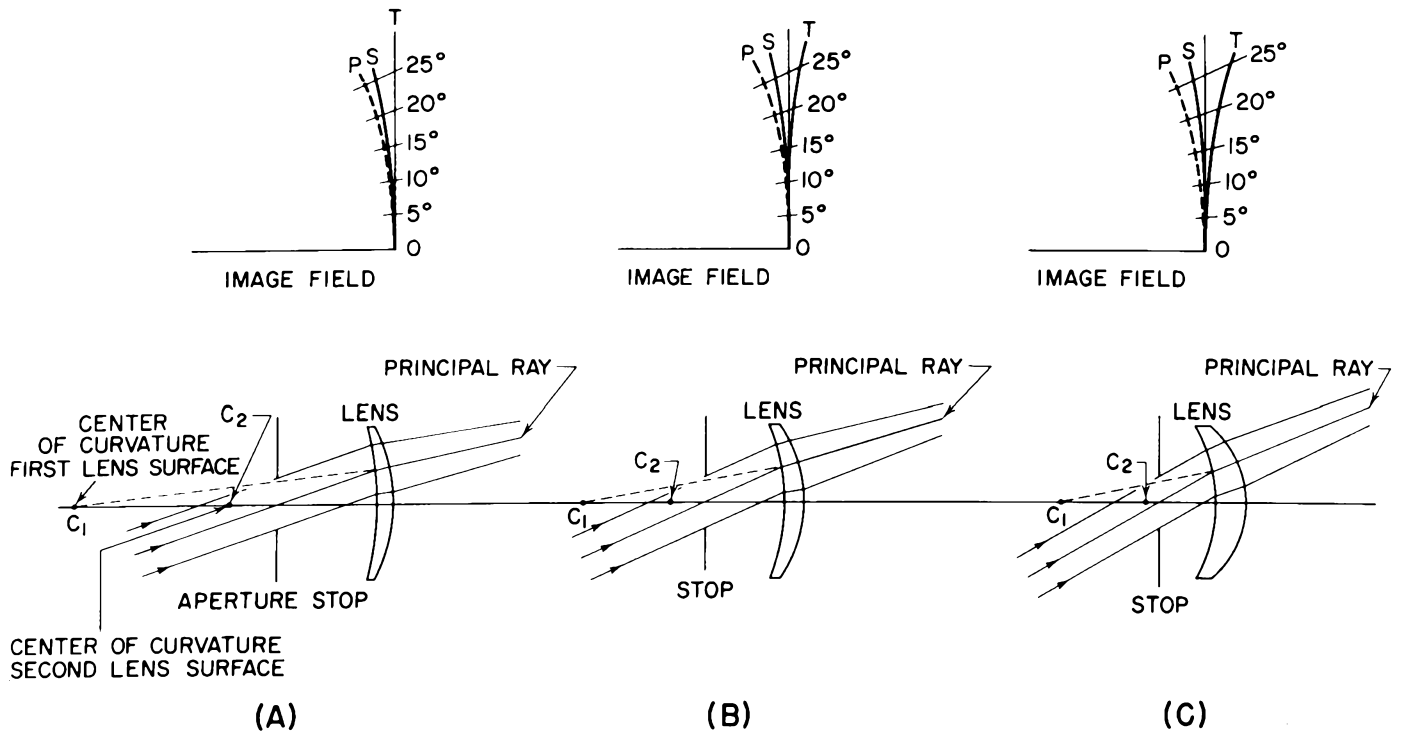 T
P S
25°
20°
15°
10°
5°
0
IMAGE FIELD
P S T
25°
20°
15°
10°
5°
0
IMAGE FIELD
P S T
25°
20°
15°
10°
5°
0
IMAGE FIELD
CENTER
OF CURVATURE
FIRST LENS SURFACE
C₁
C₂
LENS
PRINCIPAL RAY
APERTURE STOP
CENTER OF CURVATURE
SECOND LENS SURFACE
(A)
C₁
C₂
LENS
PRINCIPAL RAY
STOP
(B)
C₁
C₂
LENS
PRINCIPAL RAY
STOP
(C)